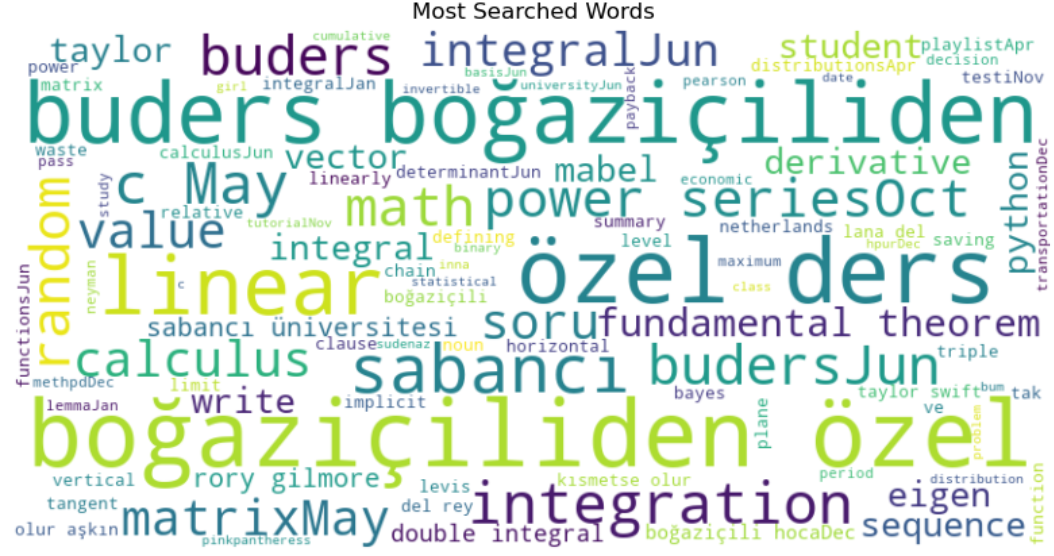 Most Searched Words
taylor
buders
cumulative
integralJun
student
playlistApr
power
basisJun
distributionsApr
decision
matrix
girl
integralJan
invertible
universityJun
payback
pearson
date
testiNov
buders boğaziçiliden
waste
pass
calculusJun
vector
linearly
determinantJun
mabel
derivative
economic
python
transportationDec
study
c May
relative
math
power
seriesOct
random
value
tutorialNov
summary
netherlands
lana del
hpurDec
saving
integral
defining
binary
level
functionsJun
neyman
c
linear
chain
inna
statistical
boğaziçili
özel ders
maximum
class
sabancı üniversitesi
soru
fundamental theorem
clause
sudenaz
noun
horizontal
calculus
sabancı
budersJun
triple
methpdDec
limit
implicit
bayes
taylor swift
bum
tak
lemmaJan
write
ve
boğaziçiliden özel
plane
problem
vertical
rory gilmore
levis
kısmetse olur
period
distribution
function
tangent
del rey
integration
eigen
olur aşkın
matrixMay
pinkpantheress
double integral
boğaziçili hocaDec
sequence